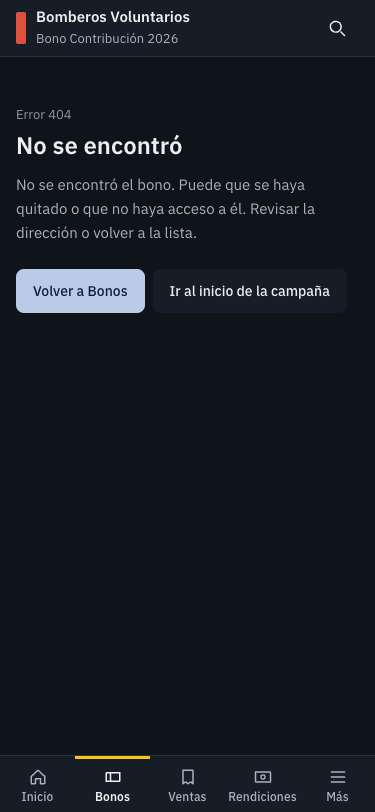 Bomberos Voluntarios
Bono Contribución 2026
Error 404
No se encontró
No se encontró el bono. Puede que se haya
quitado o que no haya acceso a él. Revisar la
dirección o volver a la lista.
Volver a Bonos
Ir al inicio de la campaña
Inicio
Bonos
Ventas
Rendiciones
Más